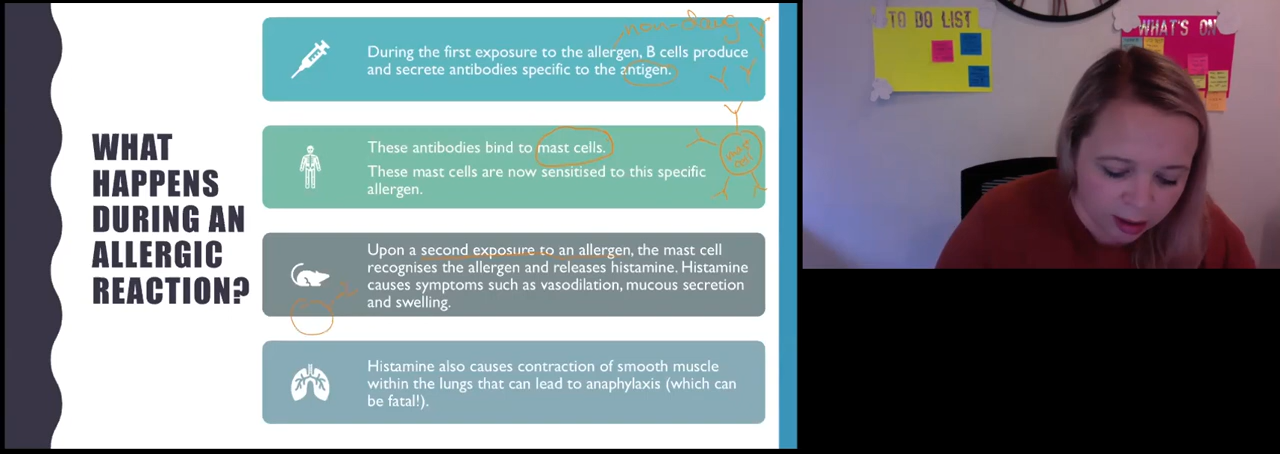 WHAT
HAPPENS
DURING AN
ALLERGIC
REACTION?
During the first exposure to the allergen, B cells produce
and secrete antibodies specific to the antigen.
These antibodies bind to mast cells.
These mast cells are now sensitised to this specific
allergen.
mast
cell
Upon a second exposure to an allergen, the mast cell
recognises the allergen and releases histamine. Histamine
causes symptoms such as vasodilation, mucous secretion
and swelling.
Histamine also causes contraction of smooth muscle
within the lungs that can lead to anaphylaxis (which can
be fatal!).
TO DO LIST
WHAT'S ON